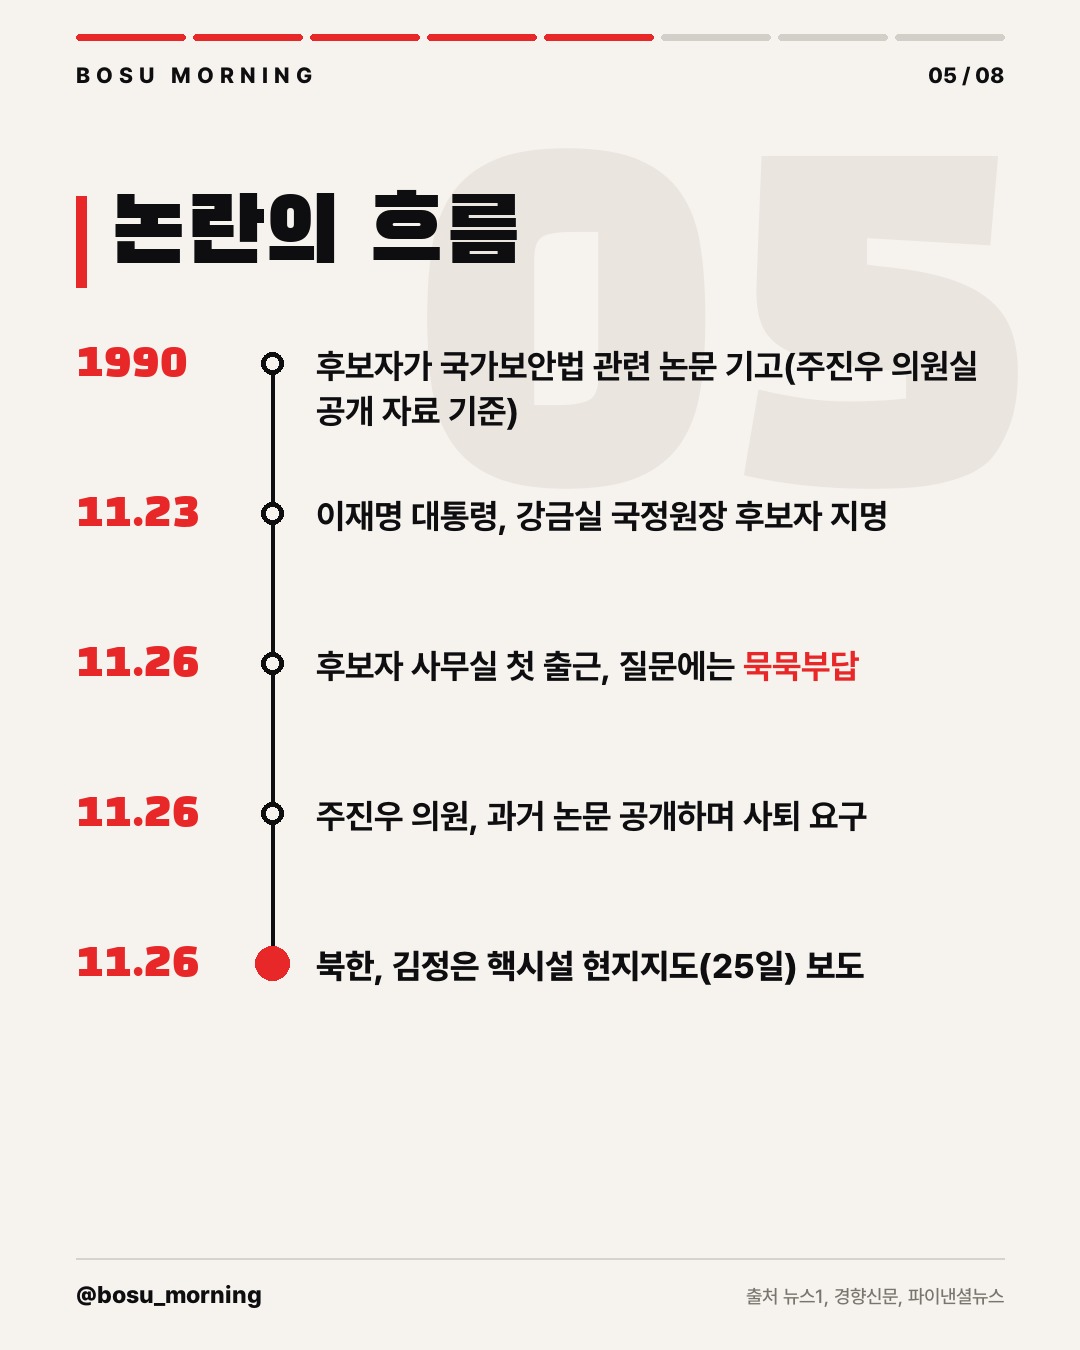 BOSU MORNING
05 / 08
05
논란의 흐름
1990
후보자가 국가보안법 관련 논문 기고(주진우 의원실
공개 자료 기준)
11.23
이재명 대통령, 강금실 국정원장 후보자 지명
11.26
후보자 사무실 첫 출근, 질문에는 묵묵부답
11.26
주진우 의원, 과거 논문 공개하며 사퇴 요구
11.26
북한, 김정은 핵시설 현지지도(25일) 보도
@bosu_morning
출처 뉴스1, 경향신문, 파이낸셜뉴스